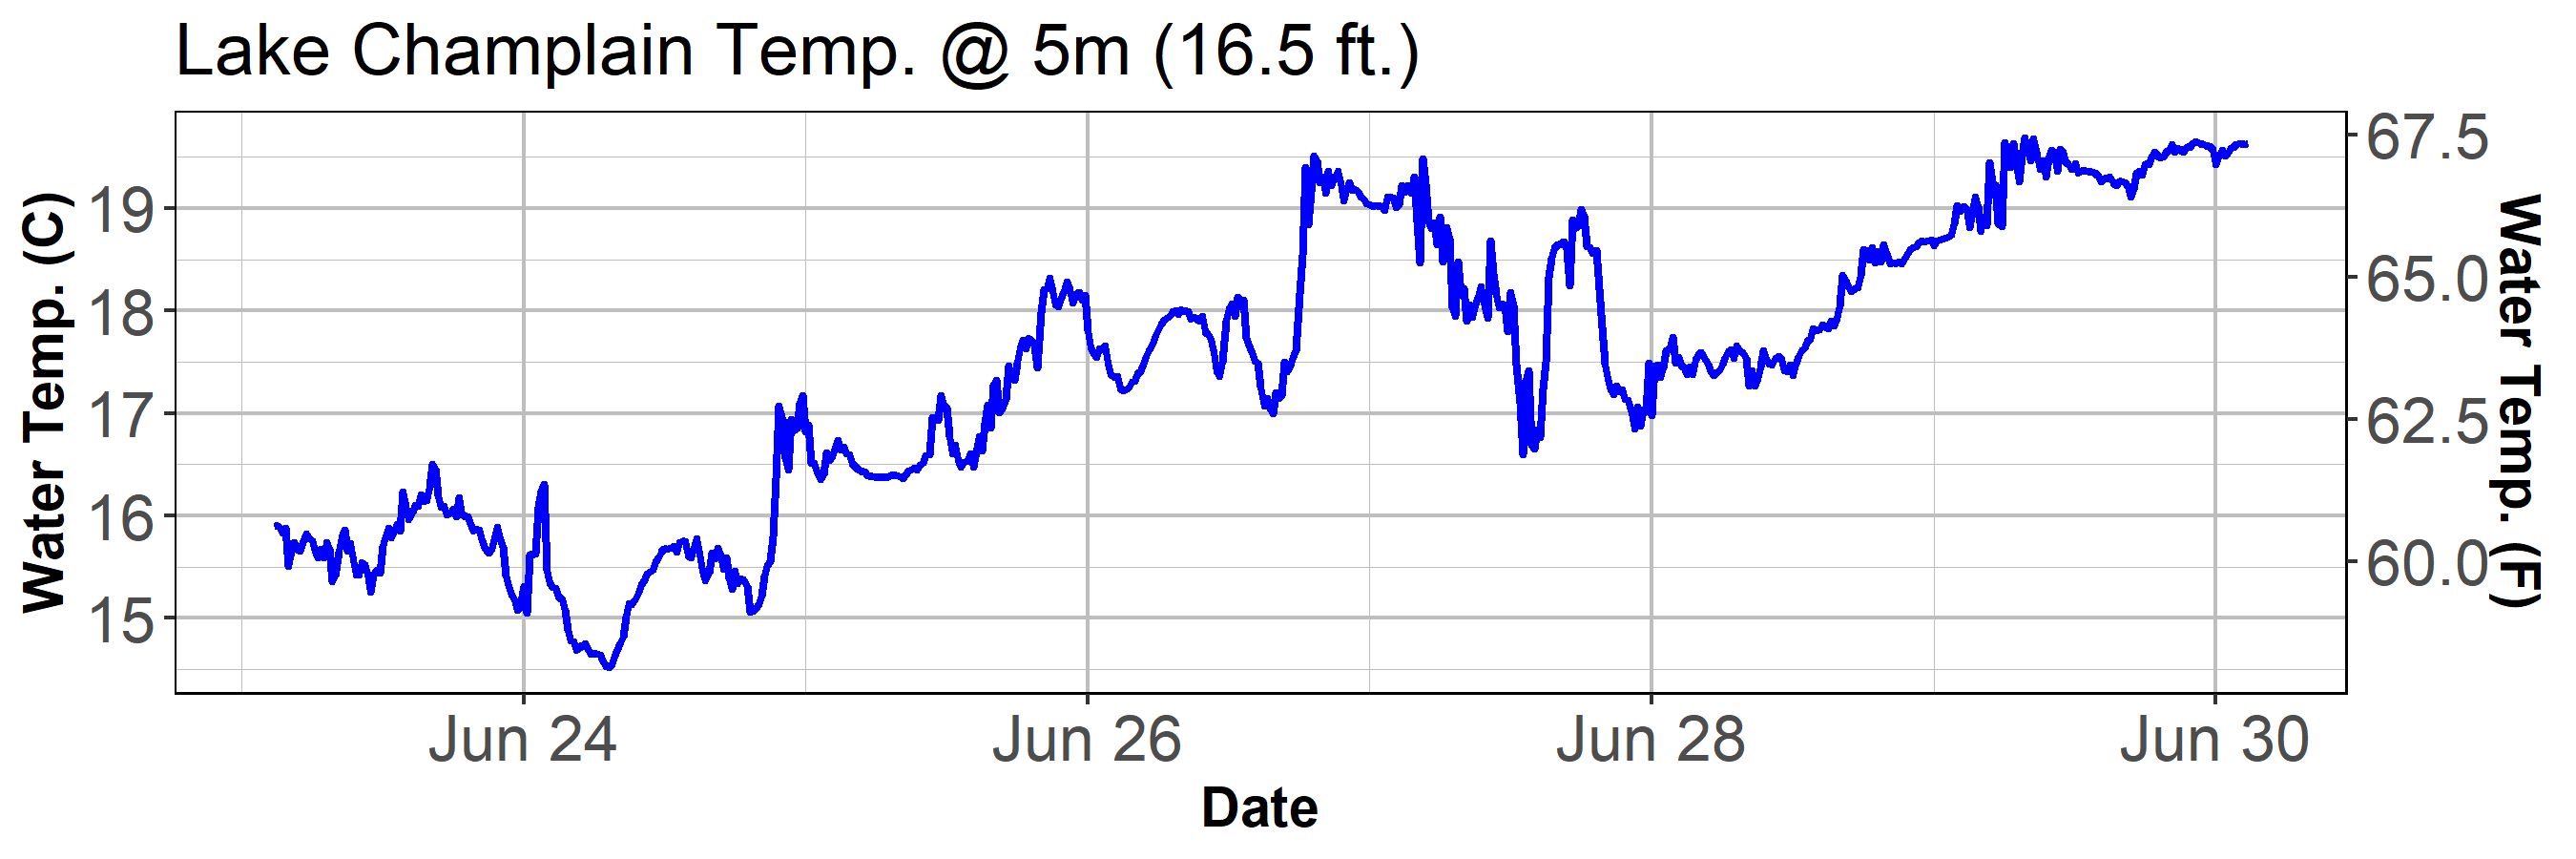 Lake Champlain Temp. @ 5m (16.5 ft.)
Water Temp. (C)
19
18
17
16
15
67.5
65.0
62.5
60.0
Water Temp. (F)
Jun 24
Jun 26
Jun 28
Jun 30
Date